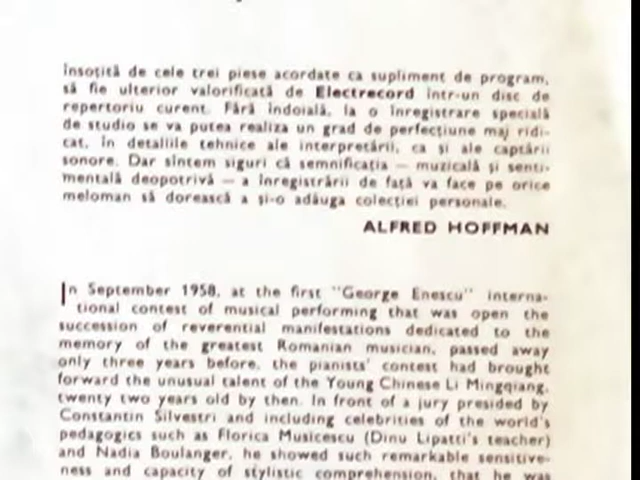 însoțită de cele trei piese acordate ca supliment de program,
să fie ulterior valorificată de Electrecord într-un disc de
repertoriu curent. Fără îndoială, la o înregistrare specială
de studio se va putea realiza un grad de perfecțiune maj ridi-
cat, în detaliile tehnice ale interpretării, ca și ale captării
sonore. Dar sîntem siguri că semnificația — muzicală și senti-
mentală deopotrivă — a înregistrării de față va face pe orice
meloman să dorească a și-o adăuga colecției personale.
ALFRED HOFFMAN
In September 1958, at the first "George Enescu" interna-
tional contest of musical performing that was open the
succession of reverential manifestations dedicated to the
memory of the greatest Romanian musician, passed away
only three years before, the pianists' contest had brought
forward the unusual talent of the Young Chinese Li Mingqiang,
twenty two years old by then. In front of a jury presided by
Constantin Silvestri and including celebrities of the world's
pedagogics such as Florica Musicescu (Dinu Lipatti's teacher)
and Nadia Boulanger, he showed such remarkable sensitive-
ness and capacity of stylistic comprehension, that he was